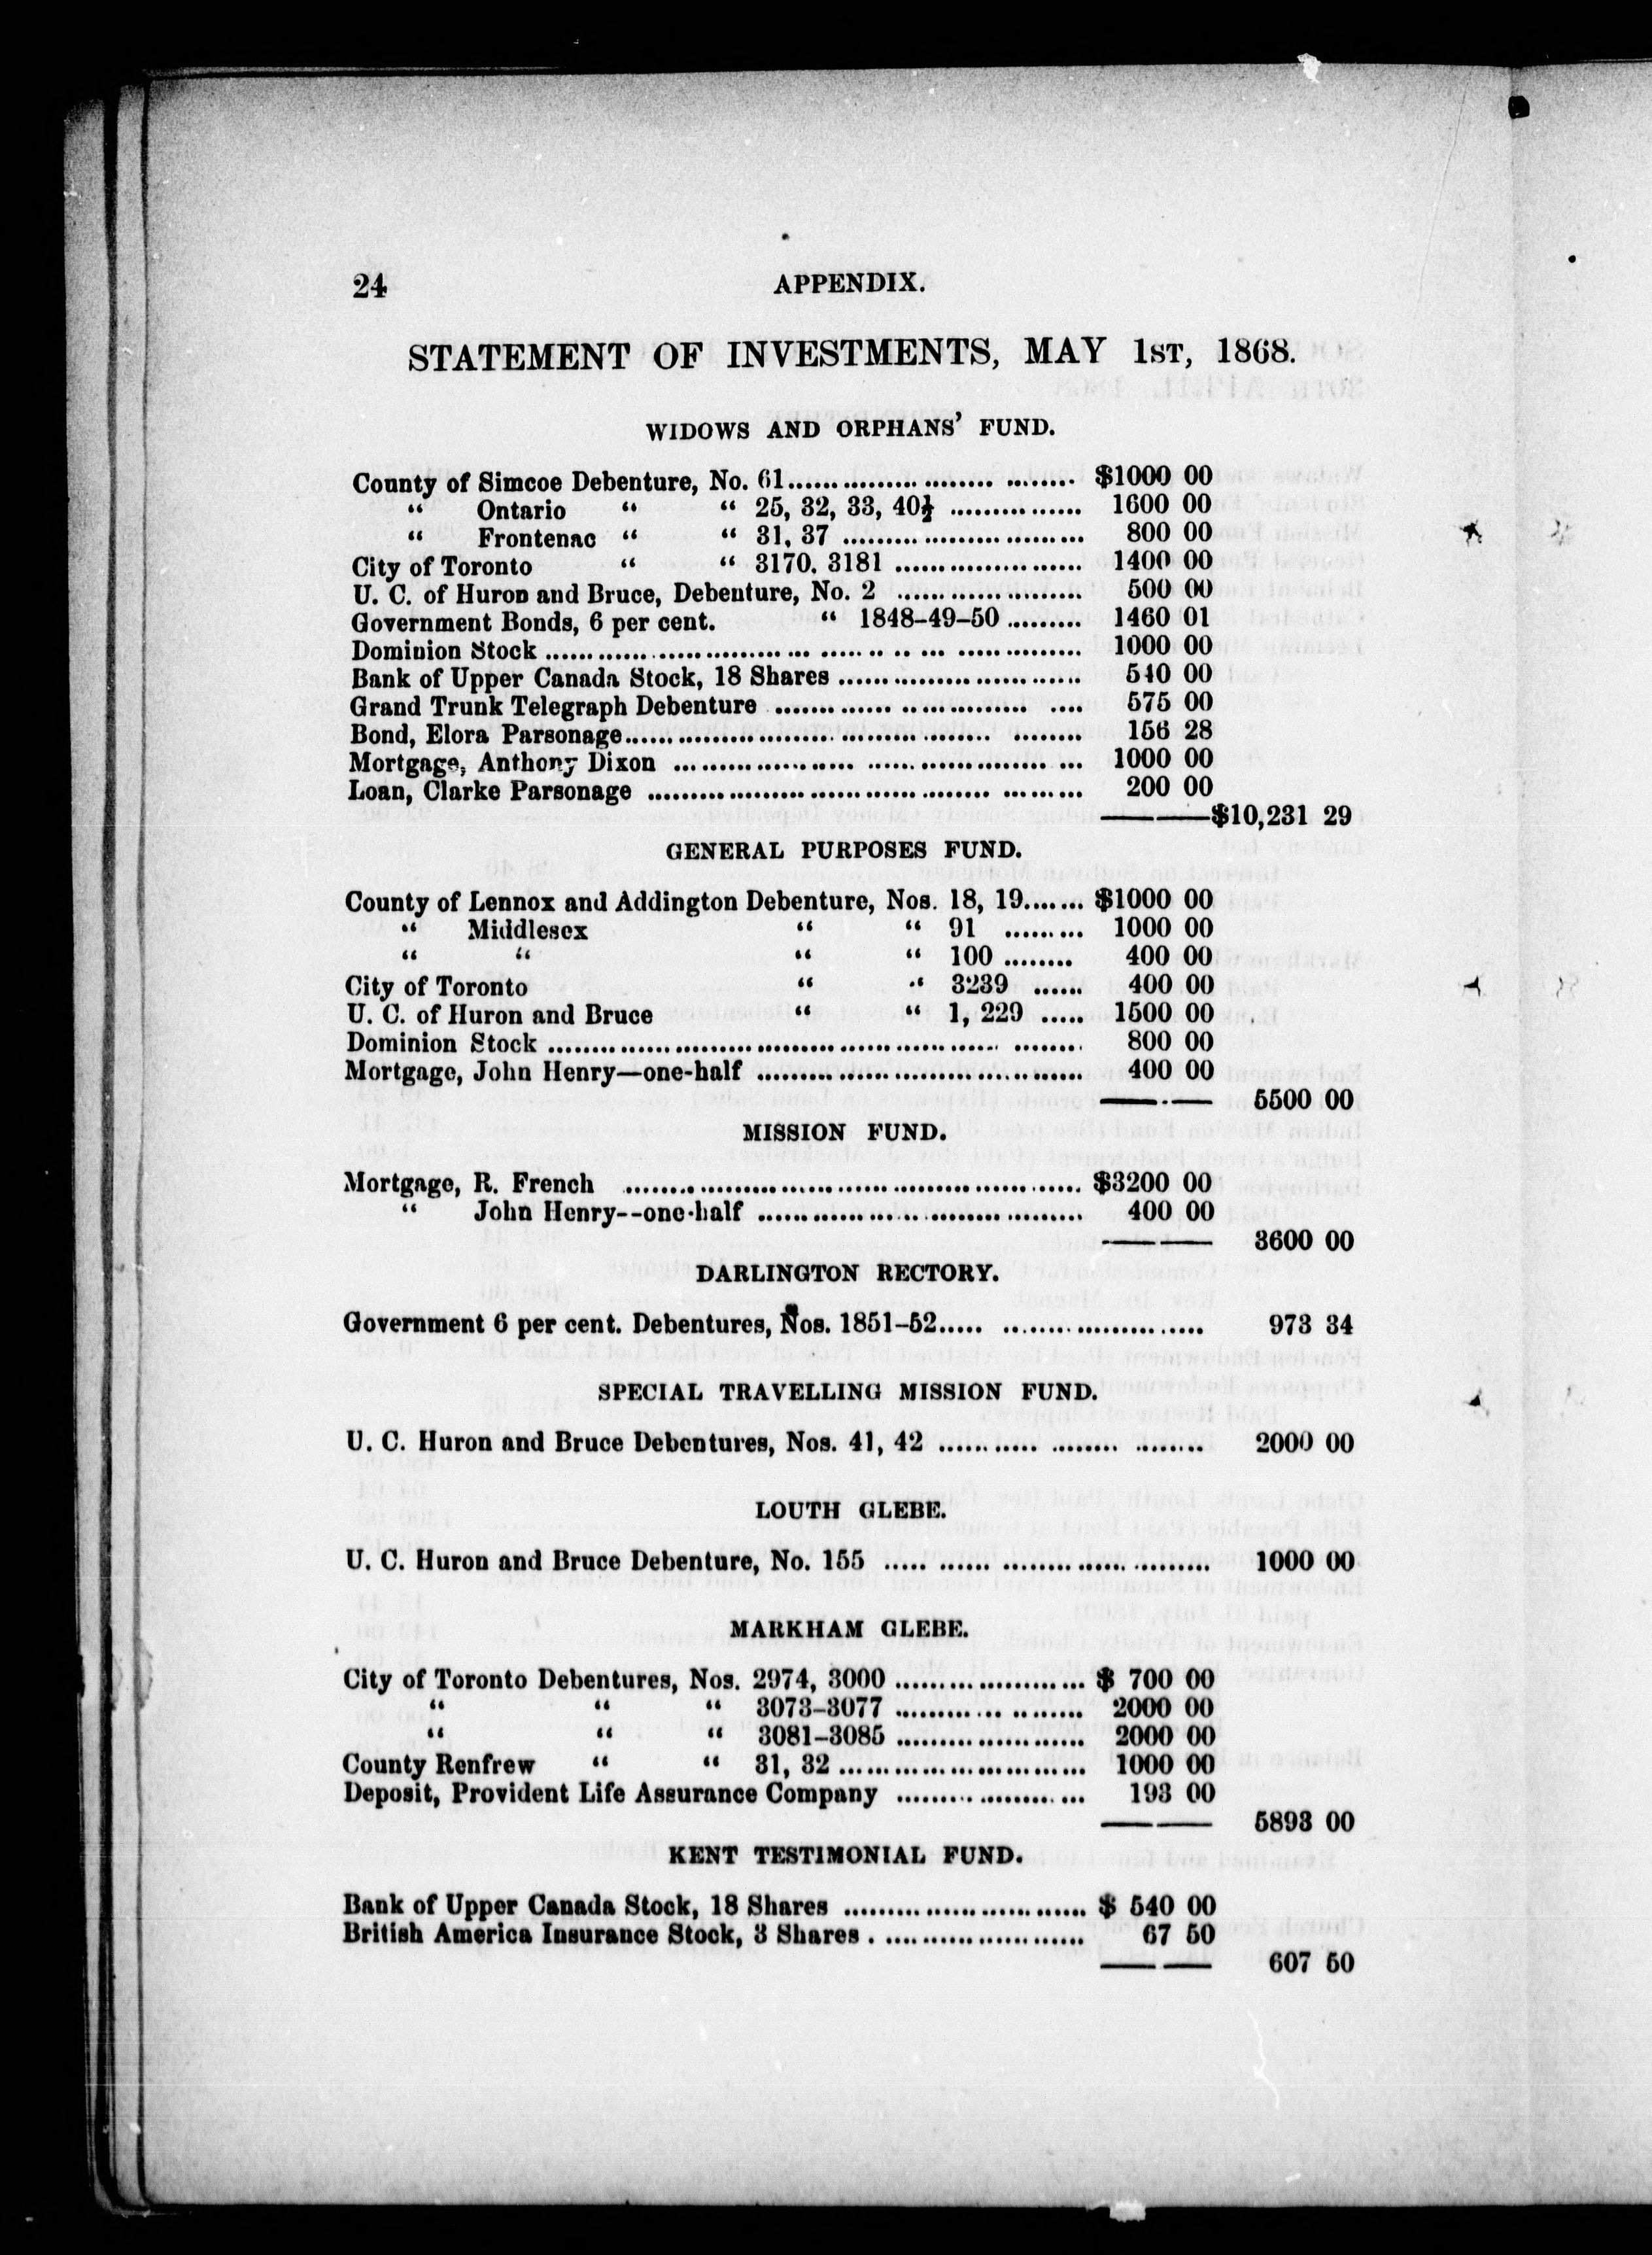 24 APPENDIX.
STATEMENT OF INVESTMENTS, MAY 1ST, 1868.
WIDOWS AND ORPHANS' FUND.
County of Simcoe Debenture, No. 61.............................. $1000 00
“ Ontario “ “ 25, 32, 33, 40½ ............... 1600 00
“ Frontenac “ “ 31, 37 .............................. 800 00
City of Toronto “ “ 3170, 3181 ..................... 1400 00
U. C. of Huron and Bruce, Debenture, No. 2 ..................... 500 00
Government Bonds, 6 per cent. “ 1848-49-50 ......... 1460 01
Dominion Stock .............................. 1000 00
Bank of Upper Canada Stock, 18 Shares ........................... 540 00
Grand Trunk Telegraph Debenture .............................. 575 00
Bond, Elora Parsonage.............................. 156 28
Mortgage, Anthony Dixon .............................. 1000 00
Loan, Clarke Parsonage .............................. 200 00
————$10,231 29
GENERAL PURPOSES FUND.
County of Lennox and Addington Debenture, Nos. 18, 19....... $1000 00
“ Middlesex “ “ 91 ......... 1000 00
“ “ “ “ 100 ........ 400 00
City of Toronto “ “ 3239 ...... 400 00
U. C. of Huron and Bruce “ “ 1, 229 ..... 1500 00
Dominion Stock .............................. 800 00
Mortgage, John Henry—one-half .............................. 400 00
———— 5500 00
MISSION FUND.
Mortgage, R. French .............................. $3200 00
“ John Henry--one-half .............................. 400 00
———— 3600 00
DARLINGTON RECTORY.
Government 6 per cent. Debentures, Nos. 1851-52........................... 973 34
SPECIAL TRAVELLING MISSION FUND.
U. C. Huron and Bruce Debentures, Nos. 41, 42 ........................... 2000 00
LOUTH GLEBE.
U. C. Huron and Bruce Debenture, No. 155 .............................. 1000 00
MARKHAM GLEBE.
City of Toronto Debentures, Nos. 2974, 3000 ..................... $ 700 00
“ “ “ 3073-3077 ..................... 2000 00
“ “ “ 3081-3085 ..................... 2000 00
County Renfrew “ “ 31, 32 ........................... 1000 00
Deposit, Provident Life Assurance Company ..................... 193 00
———— 5893 00
KENT TESTIMONIAL FUND.
Bank of Upper Canada Stock, 18 Shares ........................... $ 540 00
British America Insurance Stock, 3 Shares . ..................... 67 50
———— 607 50